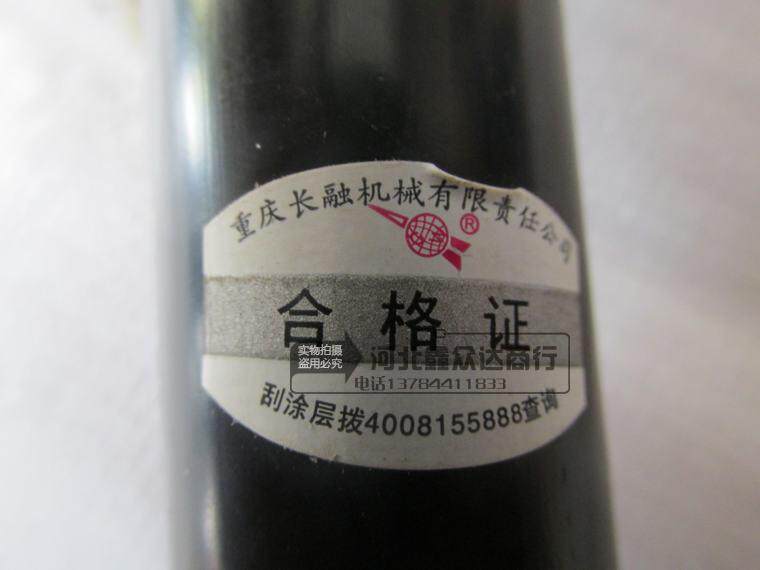 重庆长融机械有限责任公司
®
合格证
实物拍摄
盗用必究
河北鑫众达商行
电话13784411833
刮涂层拨4008155888查询